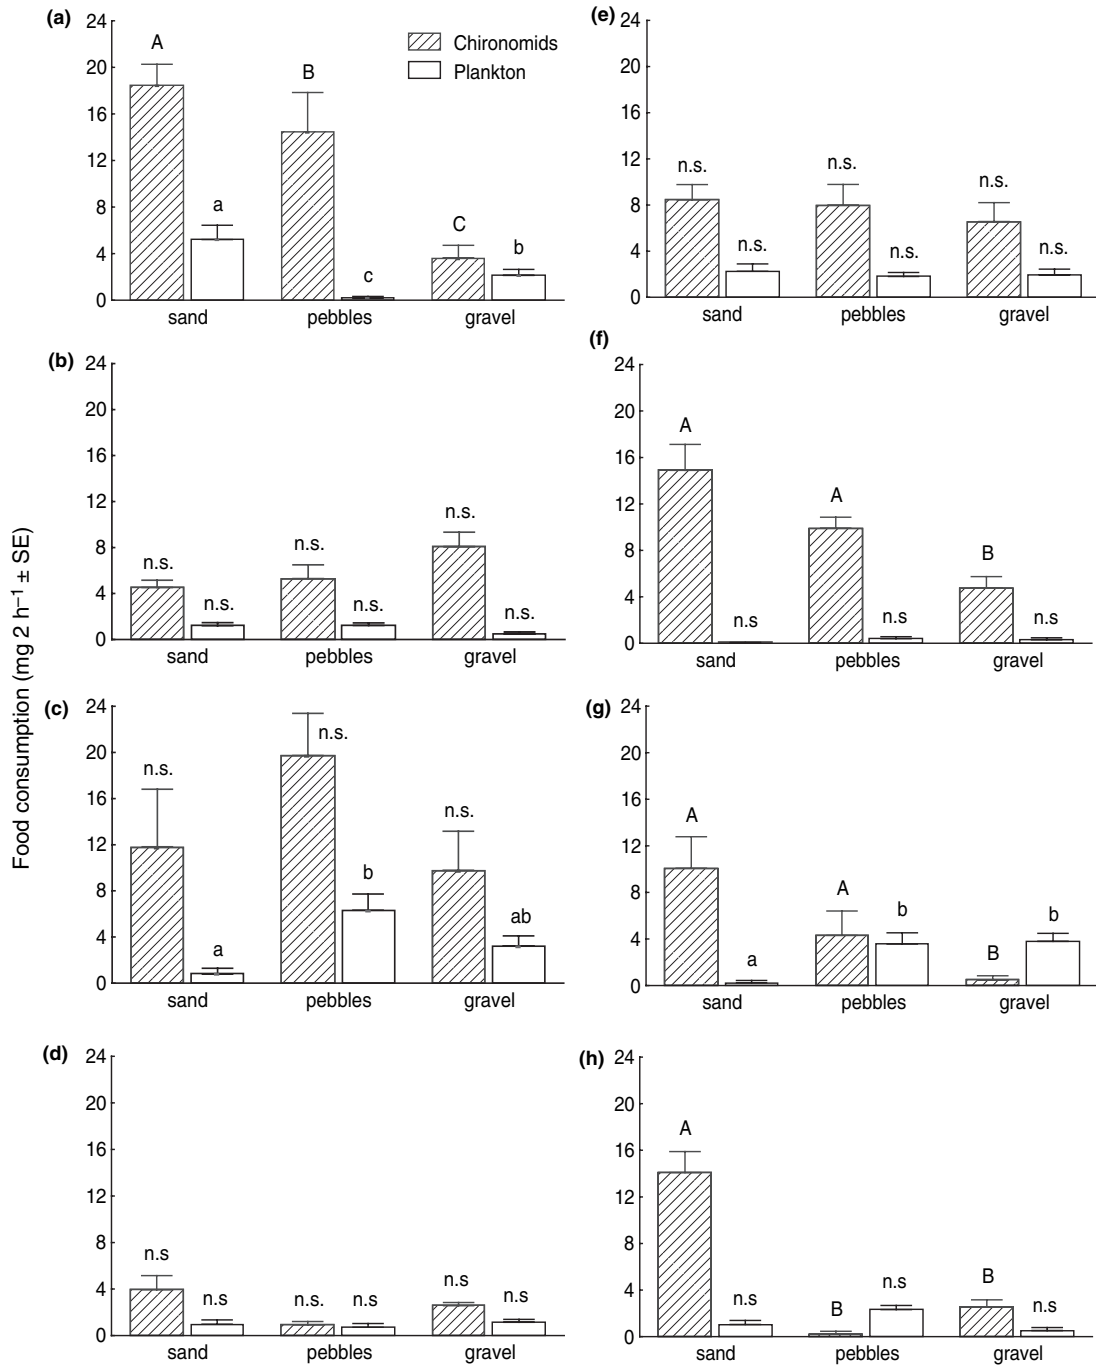 Food consumption (mg 2 h⁻¹ ± SE)
(a)
24
20
16
12
8
4
0
A
a
B
c
C
b
Chironomids
Plankton
sand pebbles gravel
(b)
24
20
16
12
8
4
0
n.s.
n.s.
n.s.
n.s.
n.s.
n.s.
sand pebbles gravel
(c)
24
20
16
12
8
4
0
n.s.
a
n.s.
b
n.s.
ab
sand pebbles gravel
(d)
24
20
16
12
8
4
0
n.s
n.s
n.s.
n.s
n.s
n.s
sand pebbles gravel
(e)
24
20
16
12
8
4
0
n.s.
n.s.
n.s.
n.s.
n.s.
n.s.
sand pebbles gravel
(f)
24
20
16
12
8
4
0
A
n.s
A
n.s
B
n.s
sand pebbles gravel
(g)
24
20
16
12
8
4
0
A
a
A
b
B
b
sand pebbles gravel
(h)
24
20
16
12
8
4
0
A
n.s
B
n.s
B
n.s
sand pebbles gravel